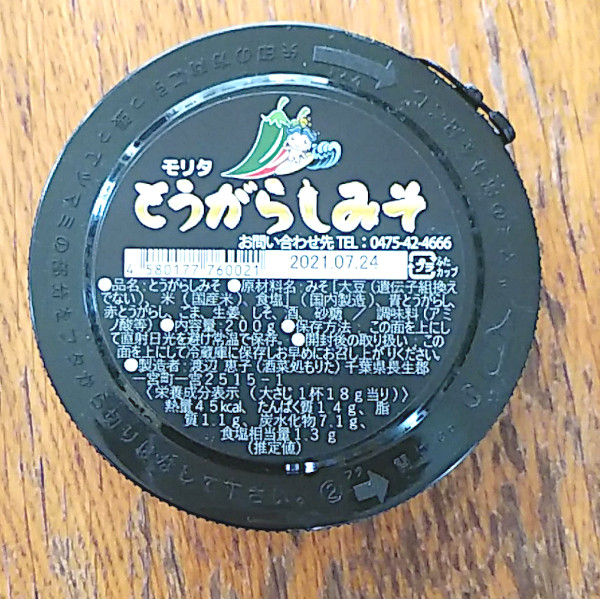 モリタ
とうがらしみそ
お問い合わせ先 TEL：0475-42-4666
4 580177 760021
2021.07.24
プラ
ふた
カップ
●品名：とうがらしみそ ●原材料名：みそ［大豆（遺伝子組換え
でない）、米（国産米）、食塩］（国内製造）、青とうがらし、
赤とうがらし、ごま、生姜、しそ、酒、砂糖／調味料（アミ
ノ酸等）●内容量：200g ●保存方法：この面を上にし
て直射日光を避け常温で保存。●開封後の取り扱い：この
面を上にして冷蔵庫に保存しお早めにお召し上がりください。
●製造者：渡辺 恵子（酒菜処もりた）千葉県長生郡
一宮町一宮2515-1
〈栄養成分表示（大さじ1杯18g当り）〉
熱量45kcal、たんぱく質1.4g、脂
質1.1g、炭水化物7.1g、
食塩相当量1.3g
（推定値）